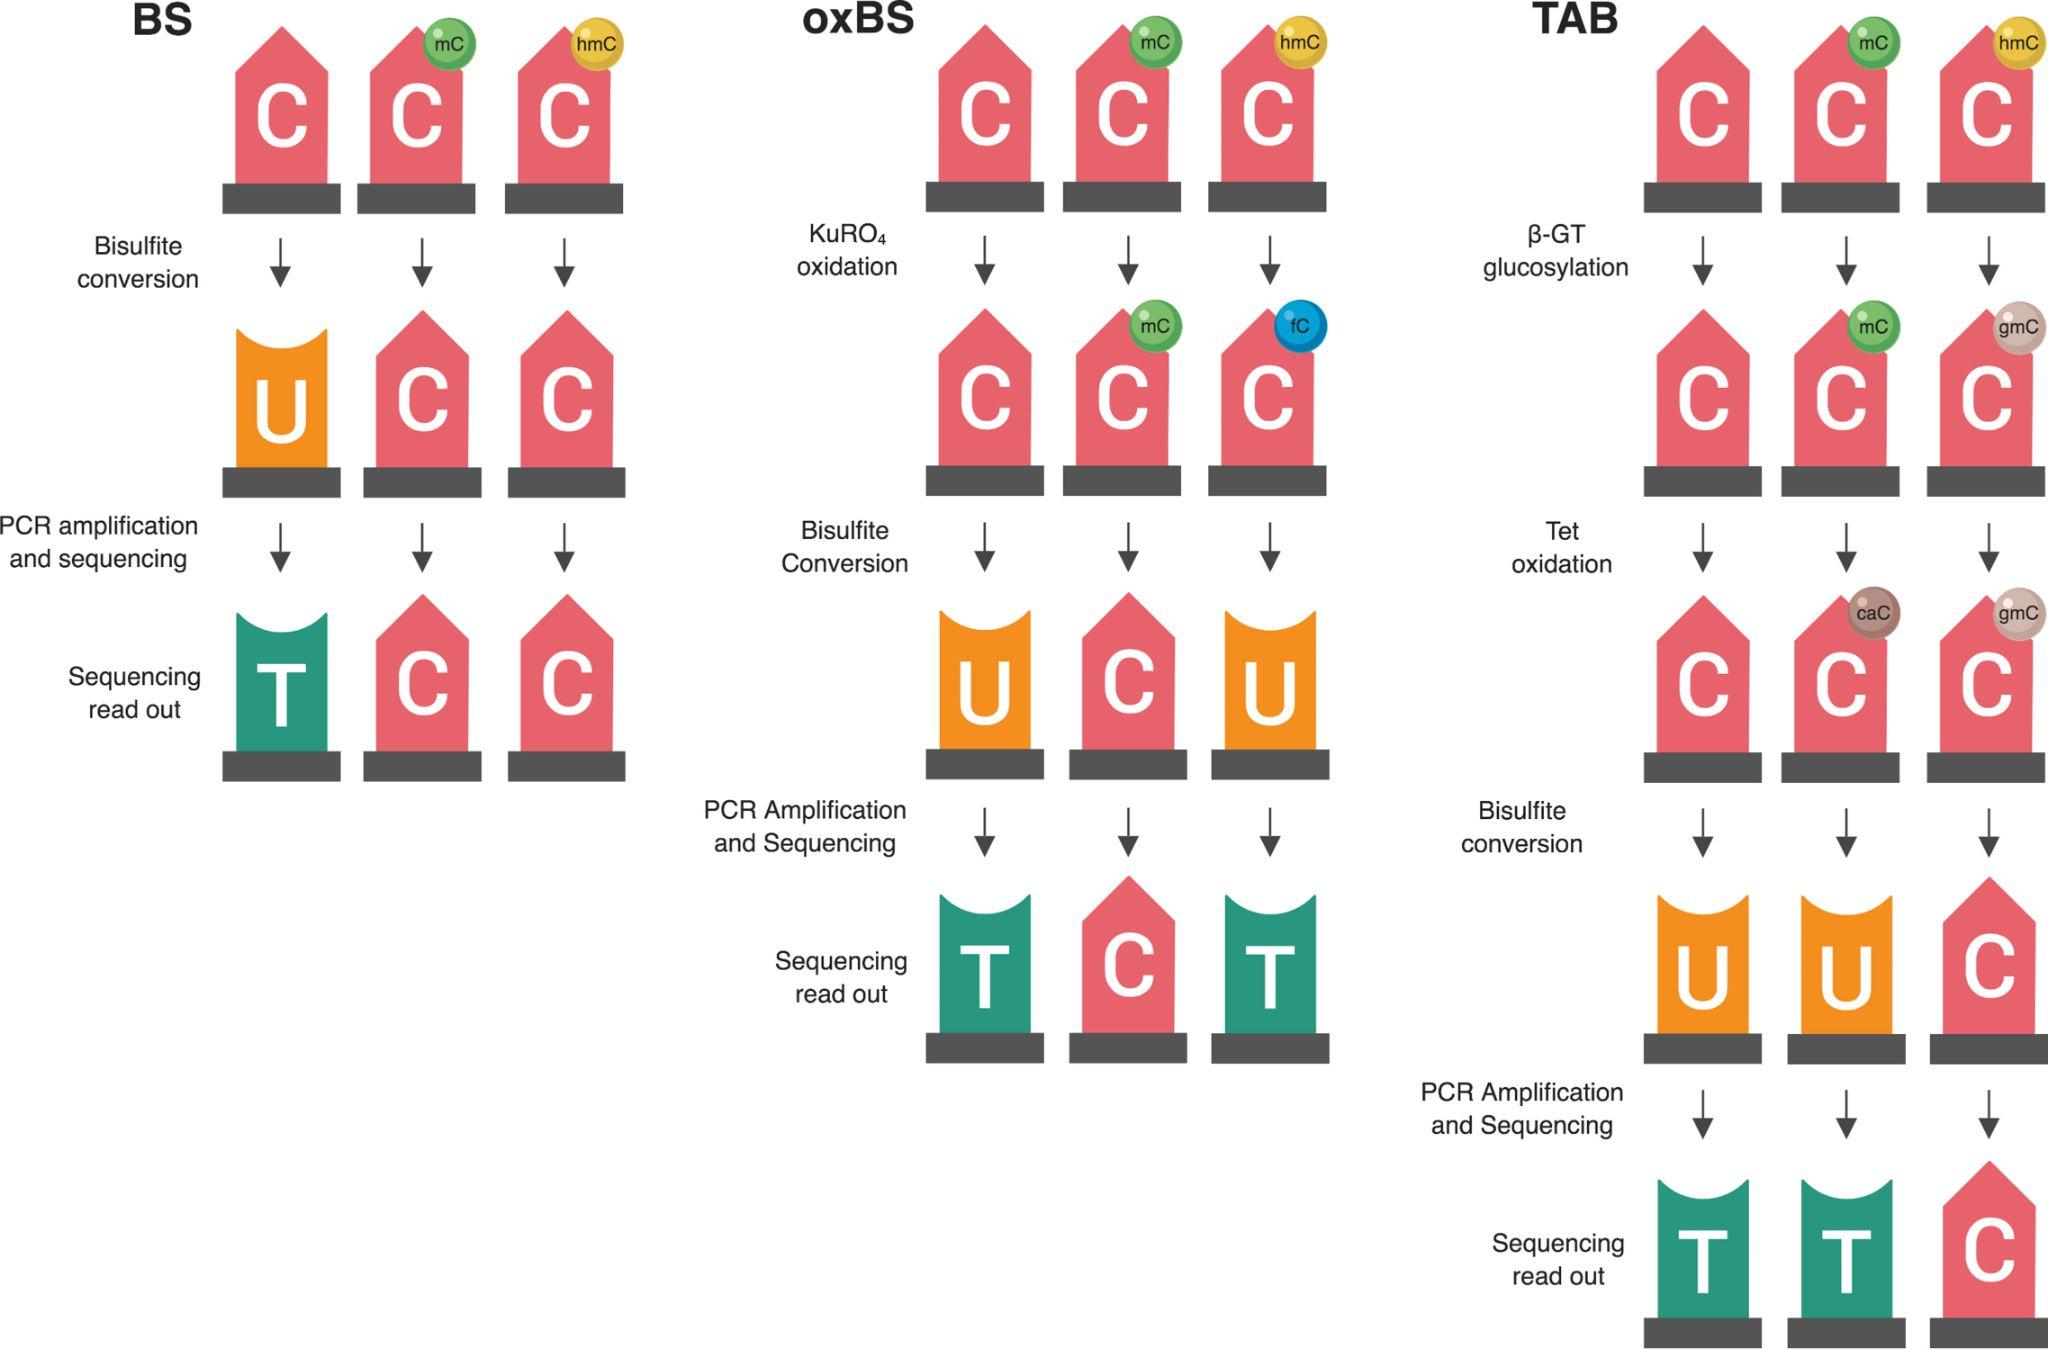 BS
mC
hmC
C
C
C
Bisulfite
conversion
U
C
C
PCR amplification
and sequencing
Sequencing
read out
T
C
C
oxBS
mC
hmC
C
C
C
KuRO₄
oxidation
mC
fC
C
C
C
Bisulfite
Conversion
U
C
U
PCR Amplification
and Sequencing
Sequencing
read out
T
C
T
TAB
mC
hmC
C
C
C
β-GT
glucosylation
mC
gmC
C
C
C
Tet
oxidation
caC
gmC
C
C
C
Bisulfite
conversion
U
U
C
PCR Amplification
and Sequencing
Sequencing
read out
T
T
C